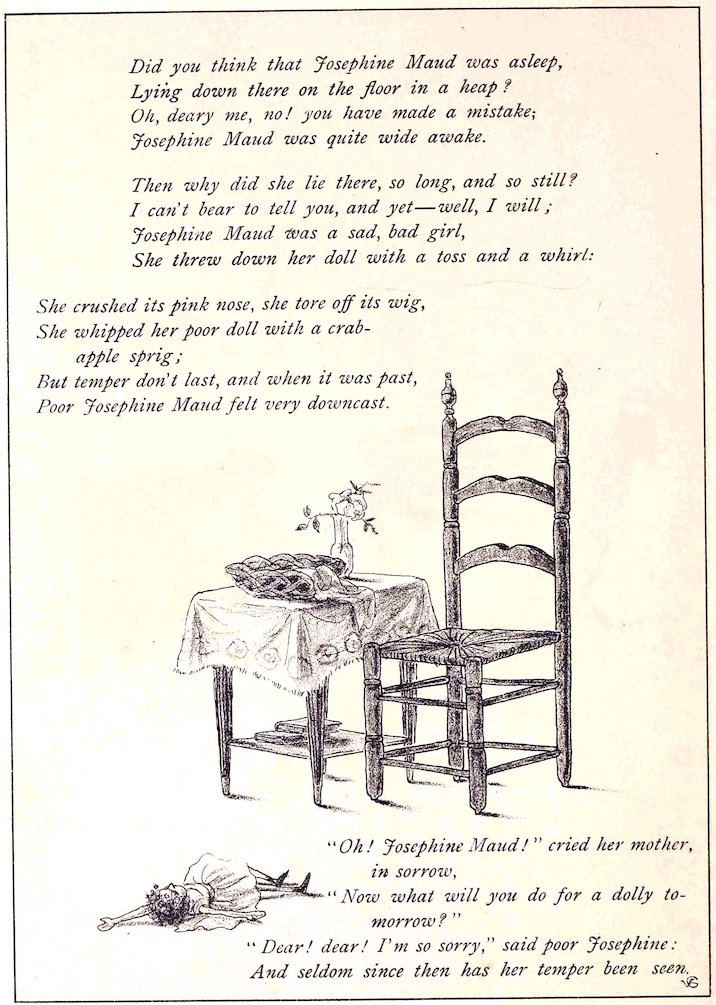 Did you think that Josephine Maud was asleep,
Lying down there on the floor in a heap?
Oh, deary me, no! you have made a mistake;
Josephine Maud was quite wide awake.
Then why did she lie there, so long, and so still?
I can't bear to tell you, and yet—well, I will;
Josephine Maud was a sad, bad girl,
She threw down her doll with a toss and a whirl:
She crushed its pink nose, she tore off its wig,
She whipped her poor doll with a crab-
apple sprig;
But temper don't last, and when it was past,
Poor Josephine Maud felt very downcast.
"Oh! Josephine Maud!" cried her mother,
in sorrow,
"Now what will you do for a dolly to-
morrow?"
"Dear! dear! I'm so sorry," said poor Josephine:
And seldom since then has her temper been seen.